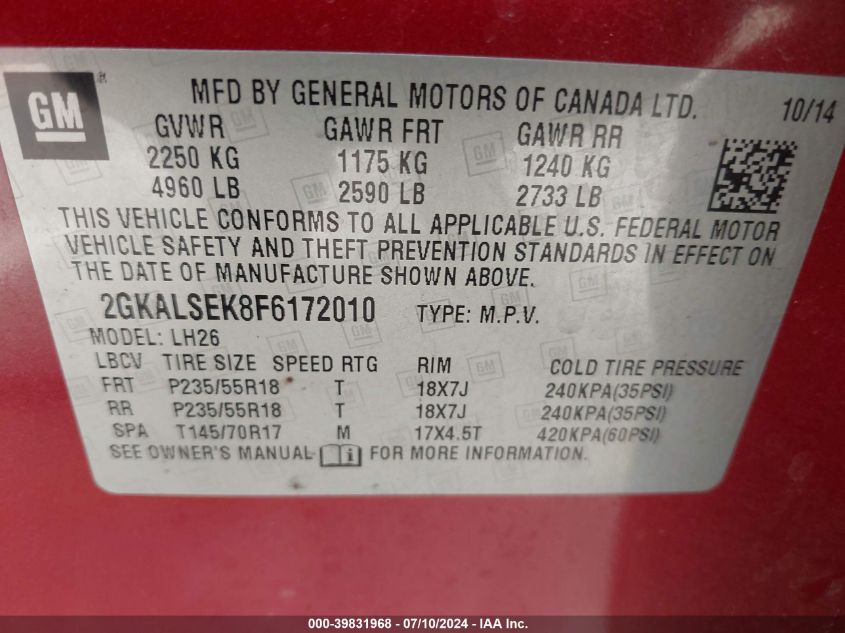 GM ®
MFD BY GENERAL MOTORS OF CANADA LTD. 10/14
GVWR GAWR FRT GAWR RR
2250 KG 1175 KG 1240 KG
4960 LB 2590 LB 2733 LB
THIS VEHICLE CONFORMS TO ALL APPLICABLE U.S. FEDERAL MOTOR
VEHICLE SAFETY AND THEFT PREVENTION STANDARDS IN EFFECT ON
THE DATE OF MANUFACTURE SHOWN ABOVE.
2GKALSEK8F6172010 TYPE: M.P.V.
MODEL: LH26
LBCV TIRE SIZE SPEED RTG RIM COLD TIRE PRESSURE
FRT P235/55R18 T 18X7J 240KPA(35PSI)
RR P235/55R18 T 18X7J 240KPA(35PSI)
SPA T145/70R17 M 17X4.5T 420KPA(60PSI)
SEE OWNER'S MANUAL i FOR MORE INFORMATION.
000-39831968 - 07/10/2024 - IAA Inc.